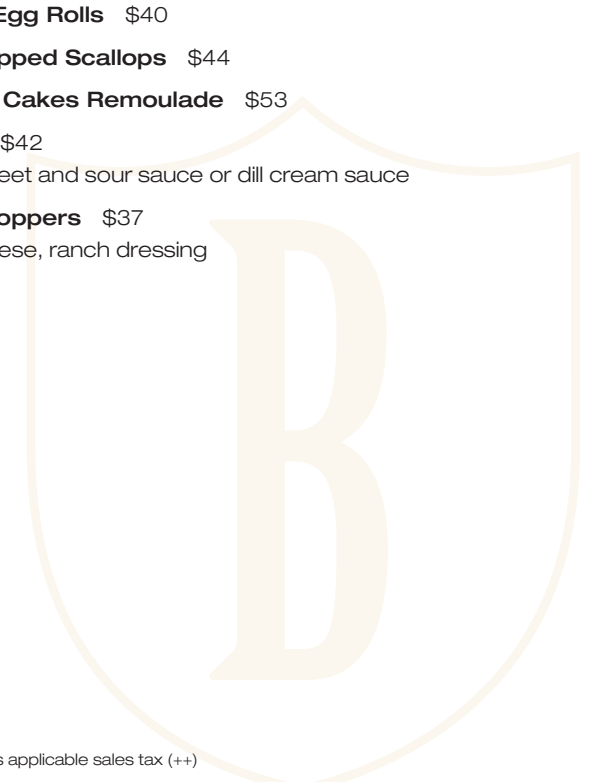 Egg Rolls $40
pped Scallops $44
Cakes Remoulade $53
$42
eet and sour sauce or dill cream sauce
oppers $37
ese, ranch dressing
B
s applicable sales tax (++)